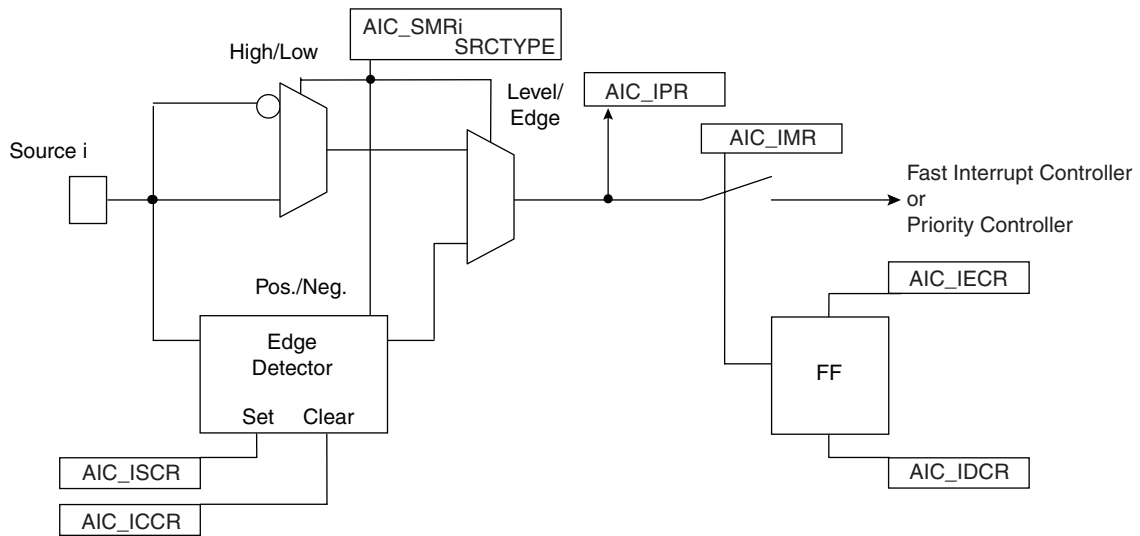 AIC_SMRi
SRCTYPE
High/Low
Level/
Edge
AIC_IPR
AIC_IMR
Source i
Fast Interrupt Controller
or
Priority Controller
Pos./Neg.
AIC_IECR
Edge
Detector
FF
Set Clear
AIC_ISCR
AIC_IDCR
AIC_ICCR